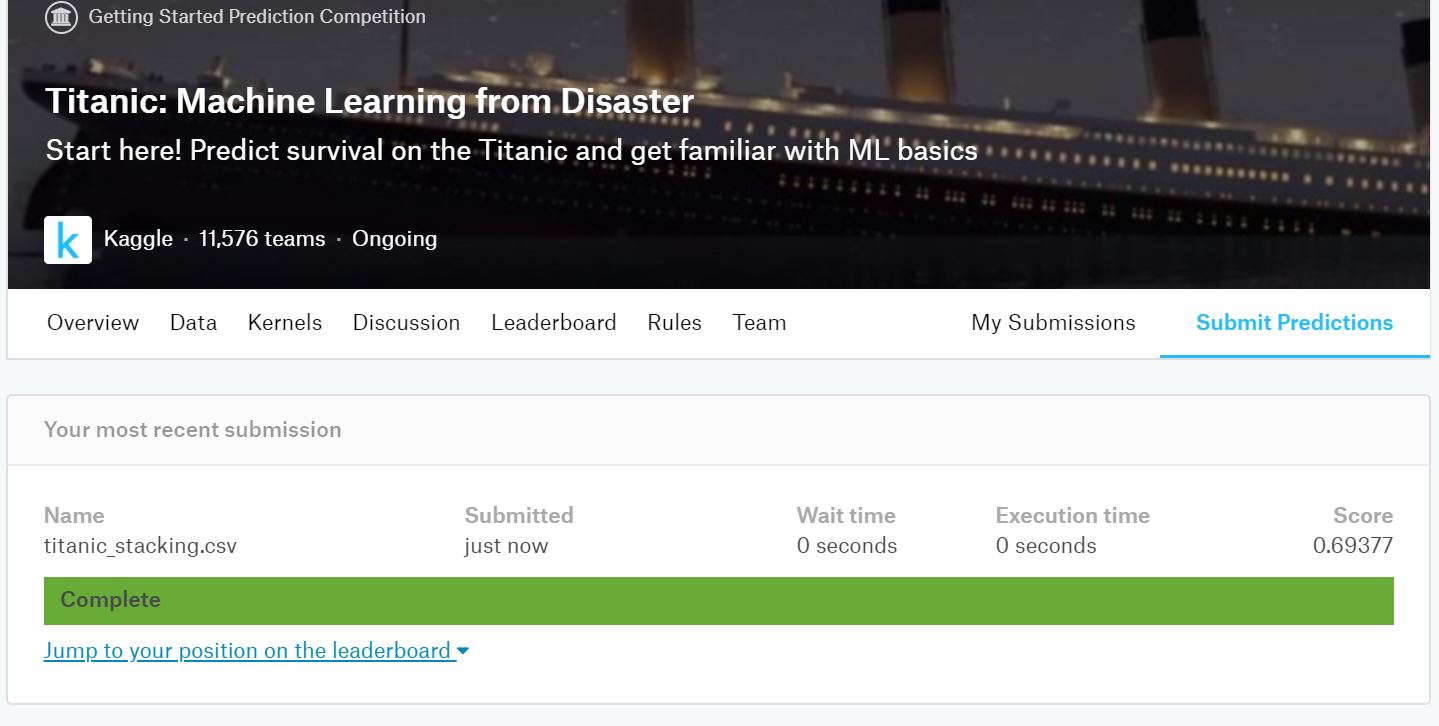 Getting Started Prediction Competition
Titanic: Machine Learning from Disaster
Start here! Predict survival on the Titanic and get familiar with ML basics
k Kaggle · 11,576 teams · Ongoing
Overview Data Kernels Discussion Leaderboard Rules Team My Submissions Submit Predictions
Your most recent submission
Name Submitted Wait time Execution time Score
titanic_stacking.csv just now 0 seconds 0 seconds 0.69377
Complete
Jump to your position on the leaderboard